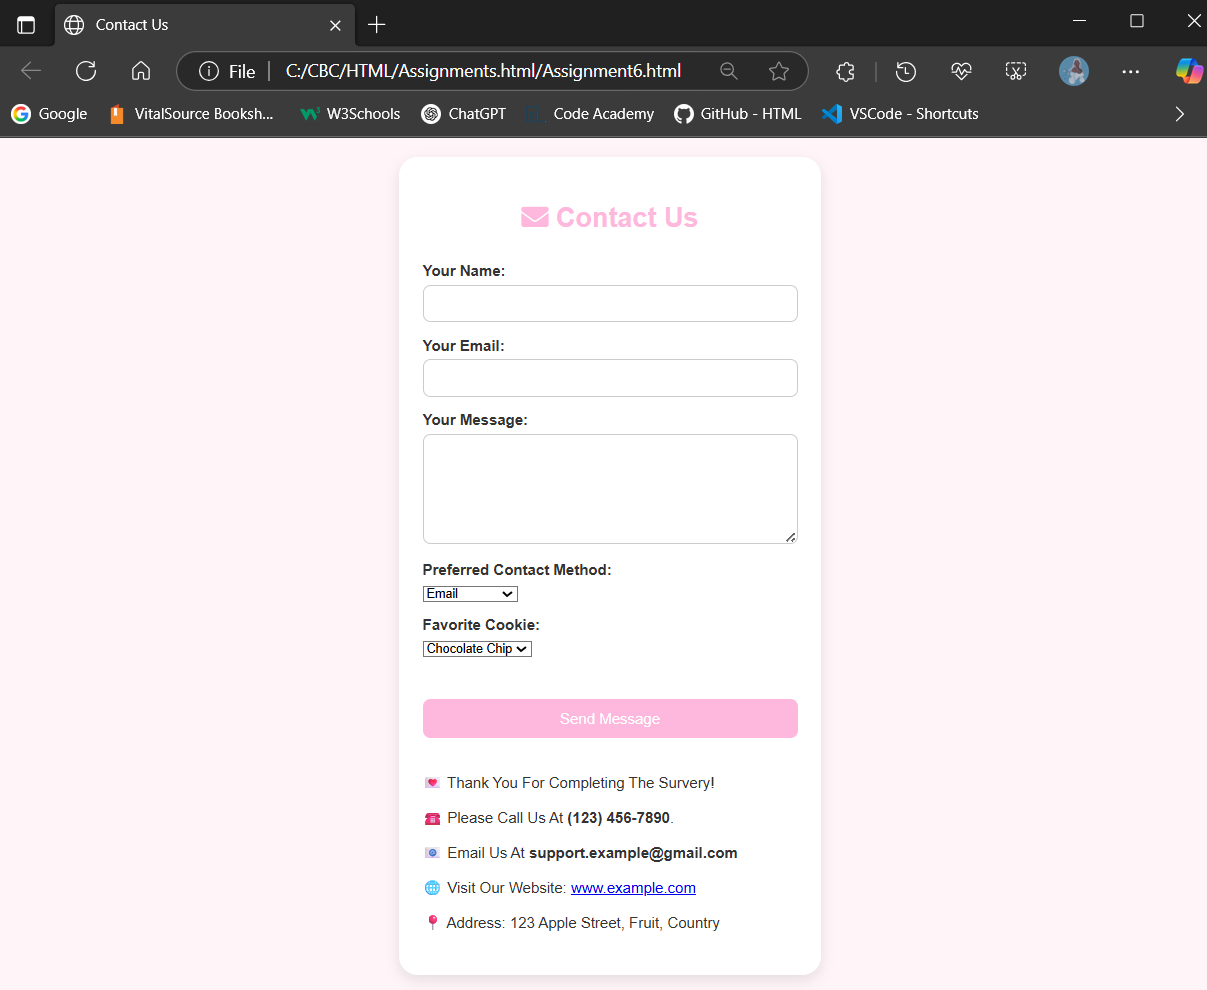 Contact Us
File
C:/CBC/HTML/Assignments.html/Assignment6.html
Google VitalSource Booksh... W3Schools ChatGPT Code Academy GitHub - HTML VSCode - Shortcuts
Contact Us
Your Name:
Your Email:
Your Message:
Preferred Contact Method:
Email
Favorite Cookie:
Chocolate Chip
Send Message
Thank You For Completing The Survery!
Please Call Us At (123) 456-7890.
Email Us At support.example@gmail.com
Visit Our Website: www.example.com
Address: 123 Apple Street, Fruit, Country